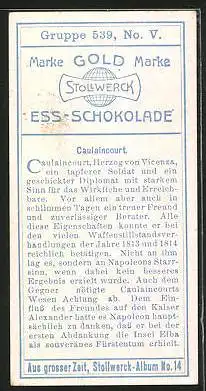 Gruppe 539, No. V.
Marke GOLD Marke
STOLLWERCK
ESS-SCHOKOLADE
Caulaincourt.
Caulaincourt, Herzog von Vicenza,
ein tapferer Soldat und ein
geschickter Diplomat mit starkem
Sinn für das Wirkliche und Erreich-
bare. Vor allem aber auch in
schlimmen Tagen ein treuer Freund
und zuverlässiger Berater. Alle
diese Eigenschaften konnte er bei
den vielen Waffenstillstandsver-
handlungen der Jahre 1813 und 1814
reichlich betätigen. Nicht an ihm
lag es, sondern an Napoleons Starr-
sinn, wenn dabei kein besseres
Ergebnis erzielt wurde. Auch dem
Gegner nötigte Caulaincourts
Wesen Achtung ab. Dem Ein-
fluß des Freundes auf den Kaiser
Alexander hatte es Napoleon haupt-
sächlich zu danken, daß er bei der
ersten Abdankung die Insel Elba
als souveränes Fürstentum erhielt.
Aus grosser Zeit, Stollwerck-Album No. 14